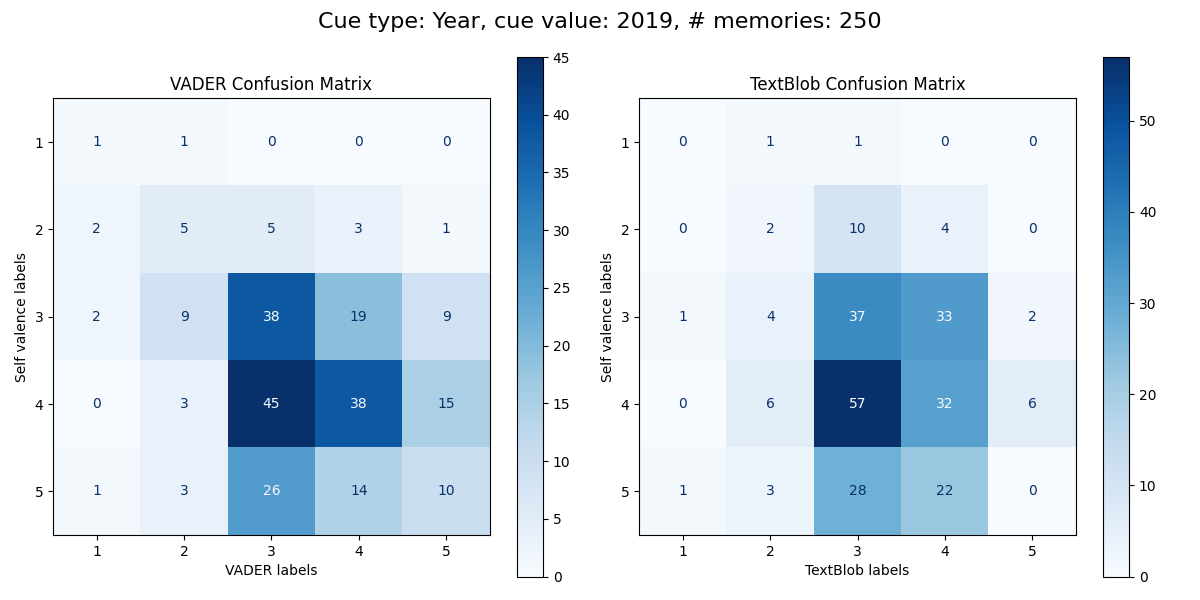 Cue type: Year, cue value: 2019, # memories: 250
VADER Confusion Matrix
Self valence labels
1 1 1 0 0 0
2 2 5 5 3 1
3 2 9 38 19 9
4 0 3 45 38 15
5 1 3 26 14 10
1 2 3 4 5
VADER labels
45
40
35
30
25
20
15
10
5
0
TextBlob Confusion Matrix
Self valence labels
1 0 1 1 0 0
2 0 2 10 4 0
3 1 4 37 33 2
4 0 6 57 32 6
5 1 3 28 22 0
1 2 3 4 5
TextBlob labels
50
40
30
20
10
0